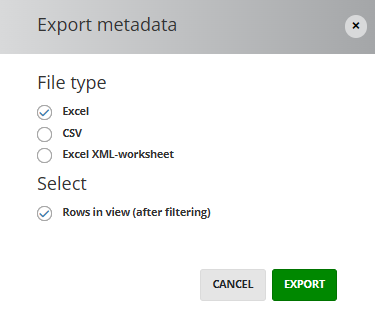 Export metadata
×
File type
Excel
CSV
Excel XML-worksheet
Select
Rows in view (after filtering)
CANCEL
EXPORT